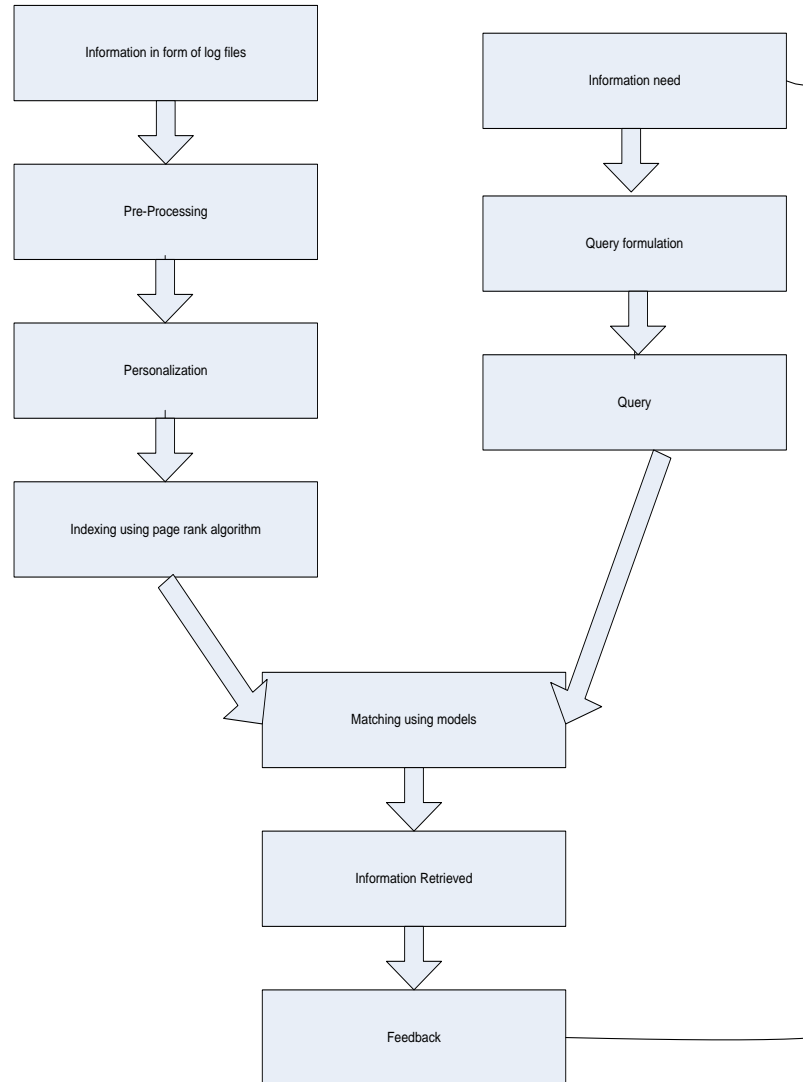 Information in form of log files
Pre-Processing
Personalization
Indexing using page rank algorithm
Information need
Query formulation
Query
Matching using models
Information Retrieved
Feedback